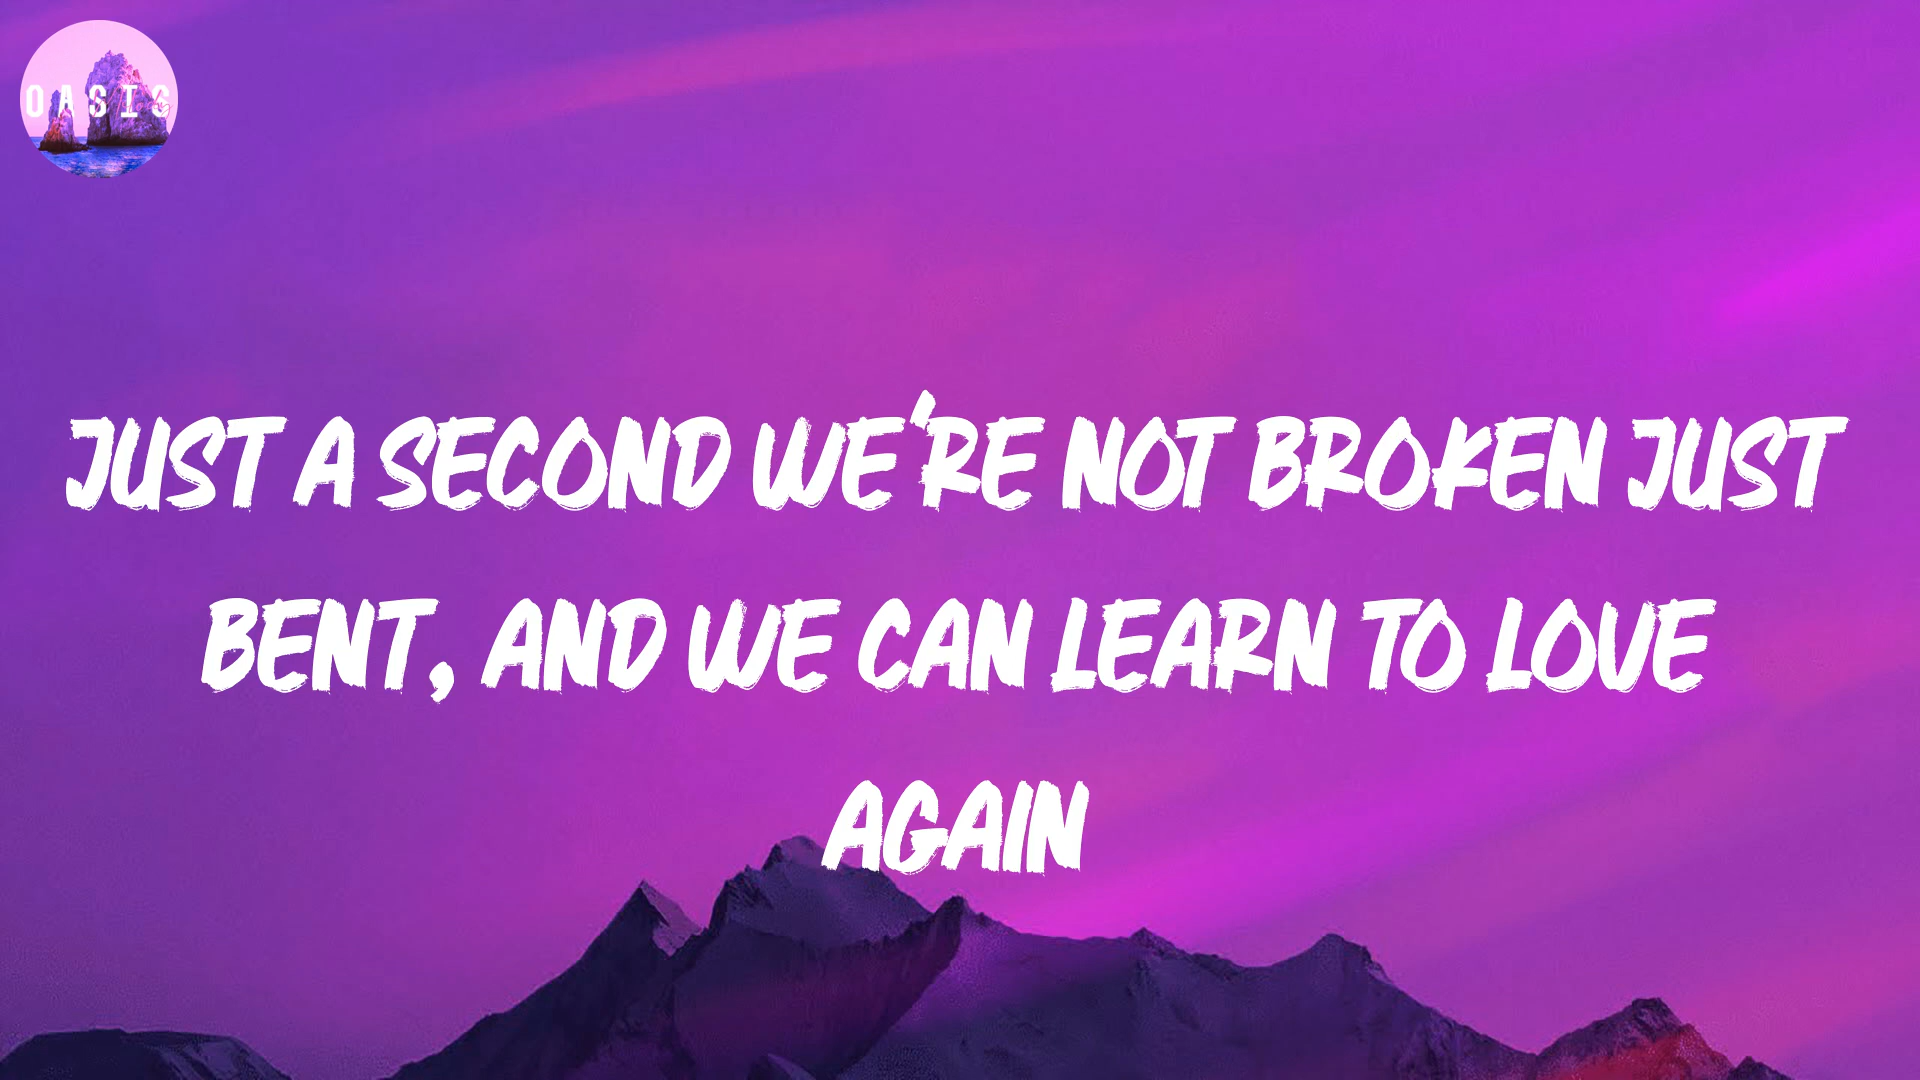 OASIS
JUST A SECOND WE'RE NOT BROKEN JUST
BENT, AND WE CAN LEARN TO LOVE
AGAIN